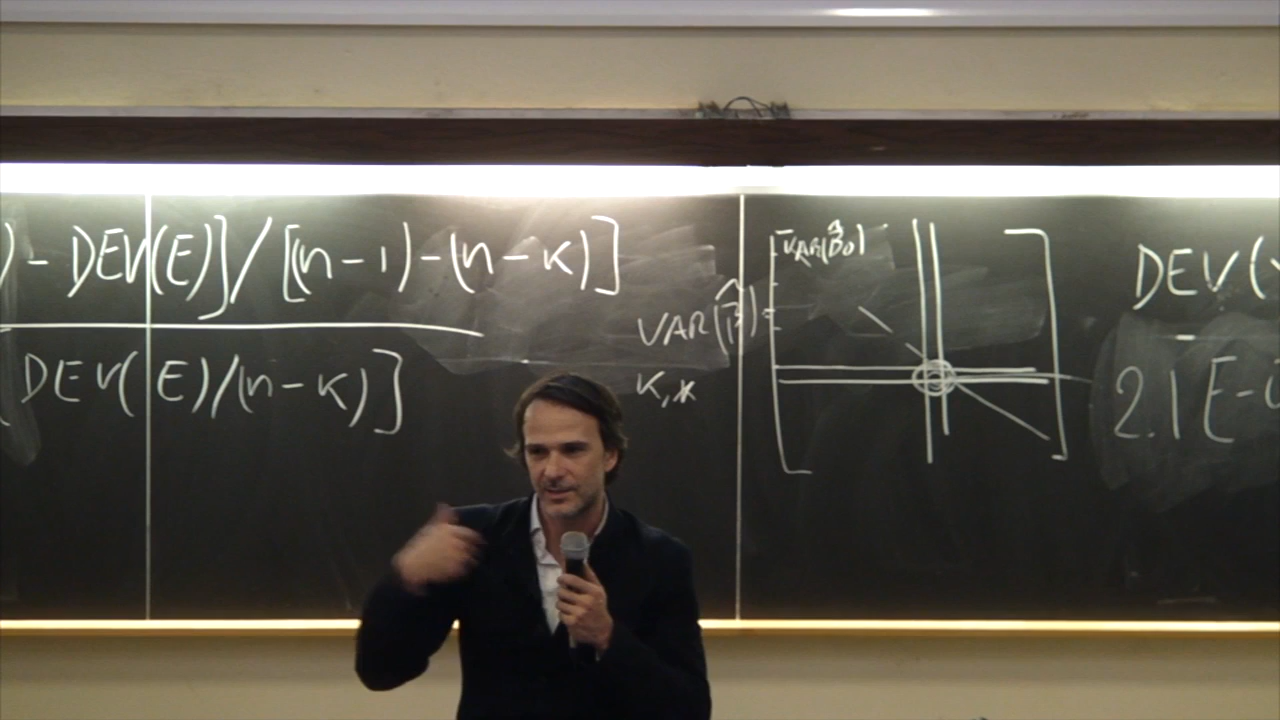 ) - DEV(E)] / [(n-1)-(n-K)]
DEV(E)/(n-K)]
VAR(β̂) =
K,K
VAR(β̂0)
DEV(
2.1 E-